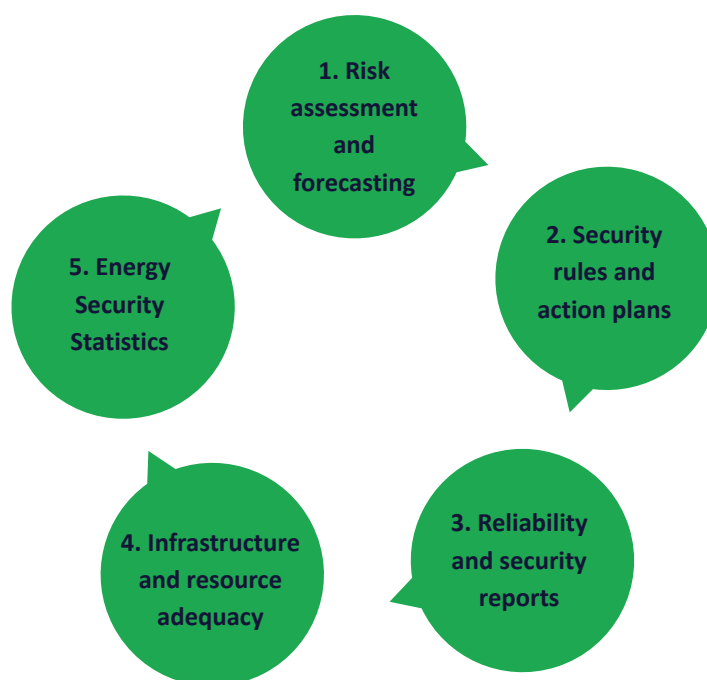 1. Risk
assessment
and
forecasting
2. Security
rules and
action plans
3. Reliability
and security
reports
4. Infrastructure
and resource
adequacy
5. Energy
Security
Statistics